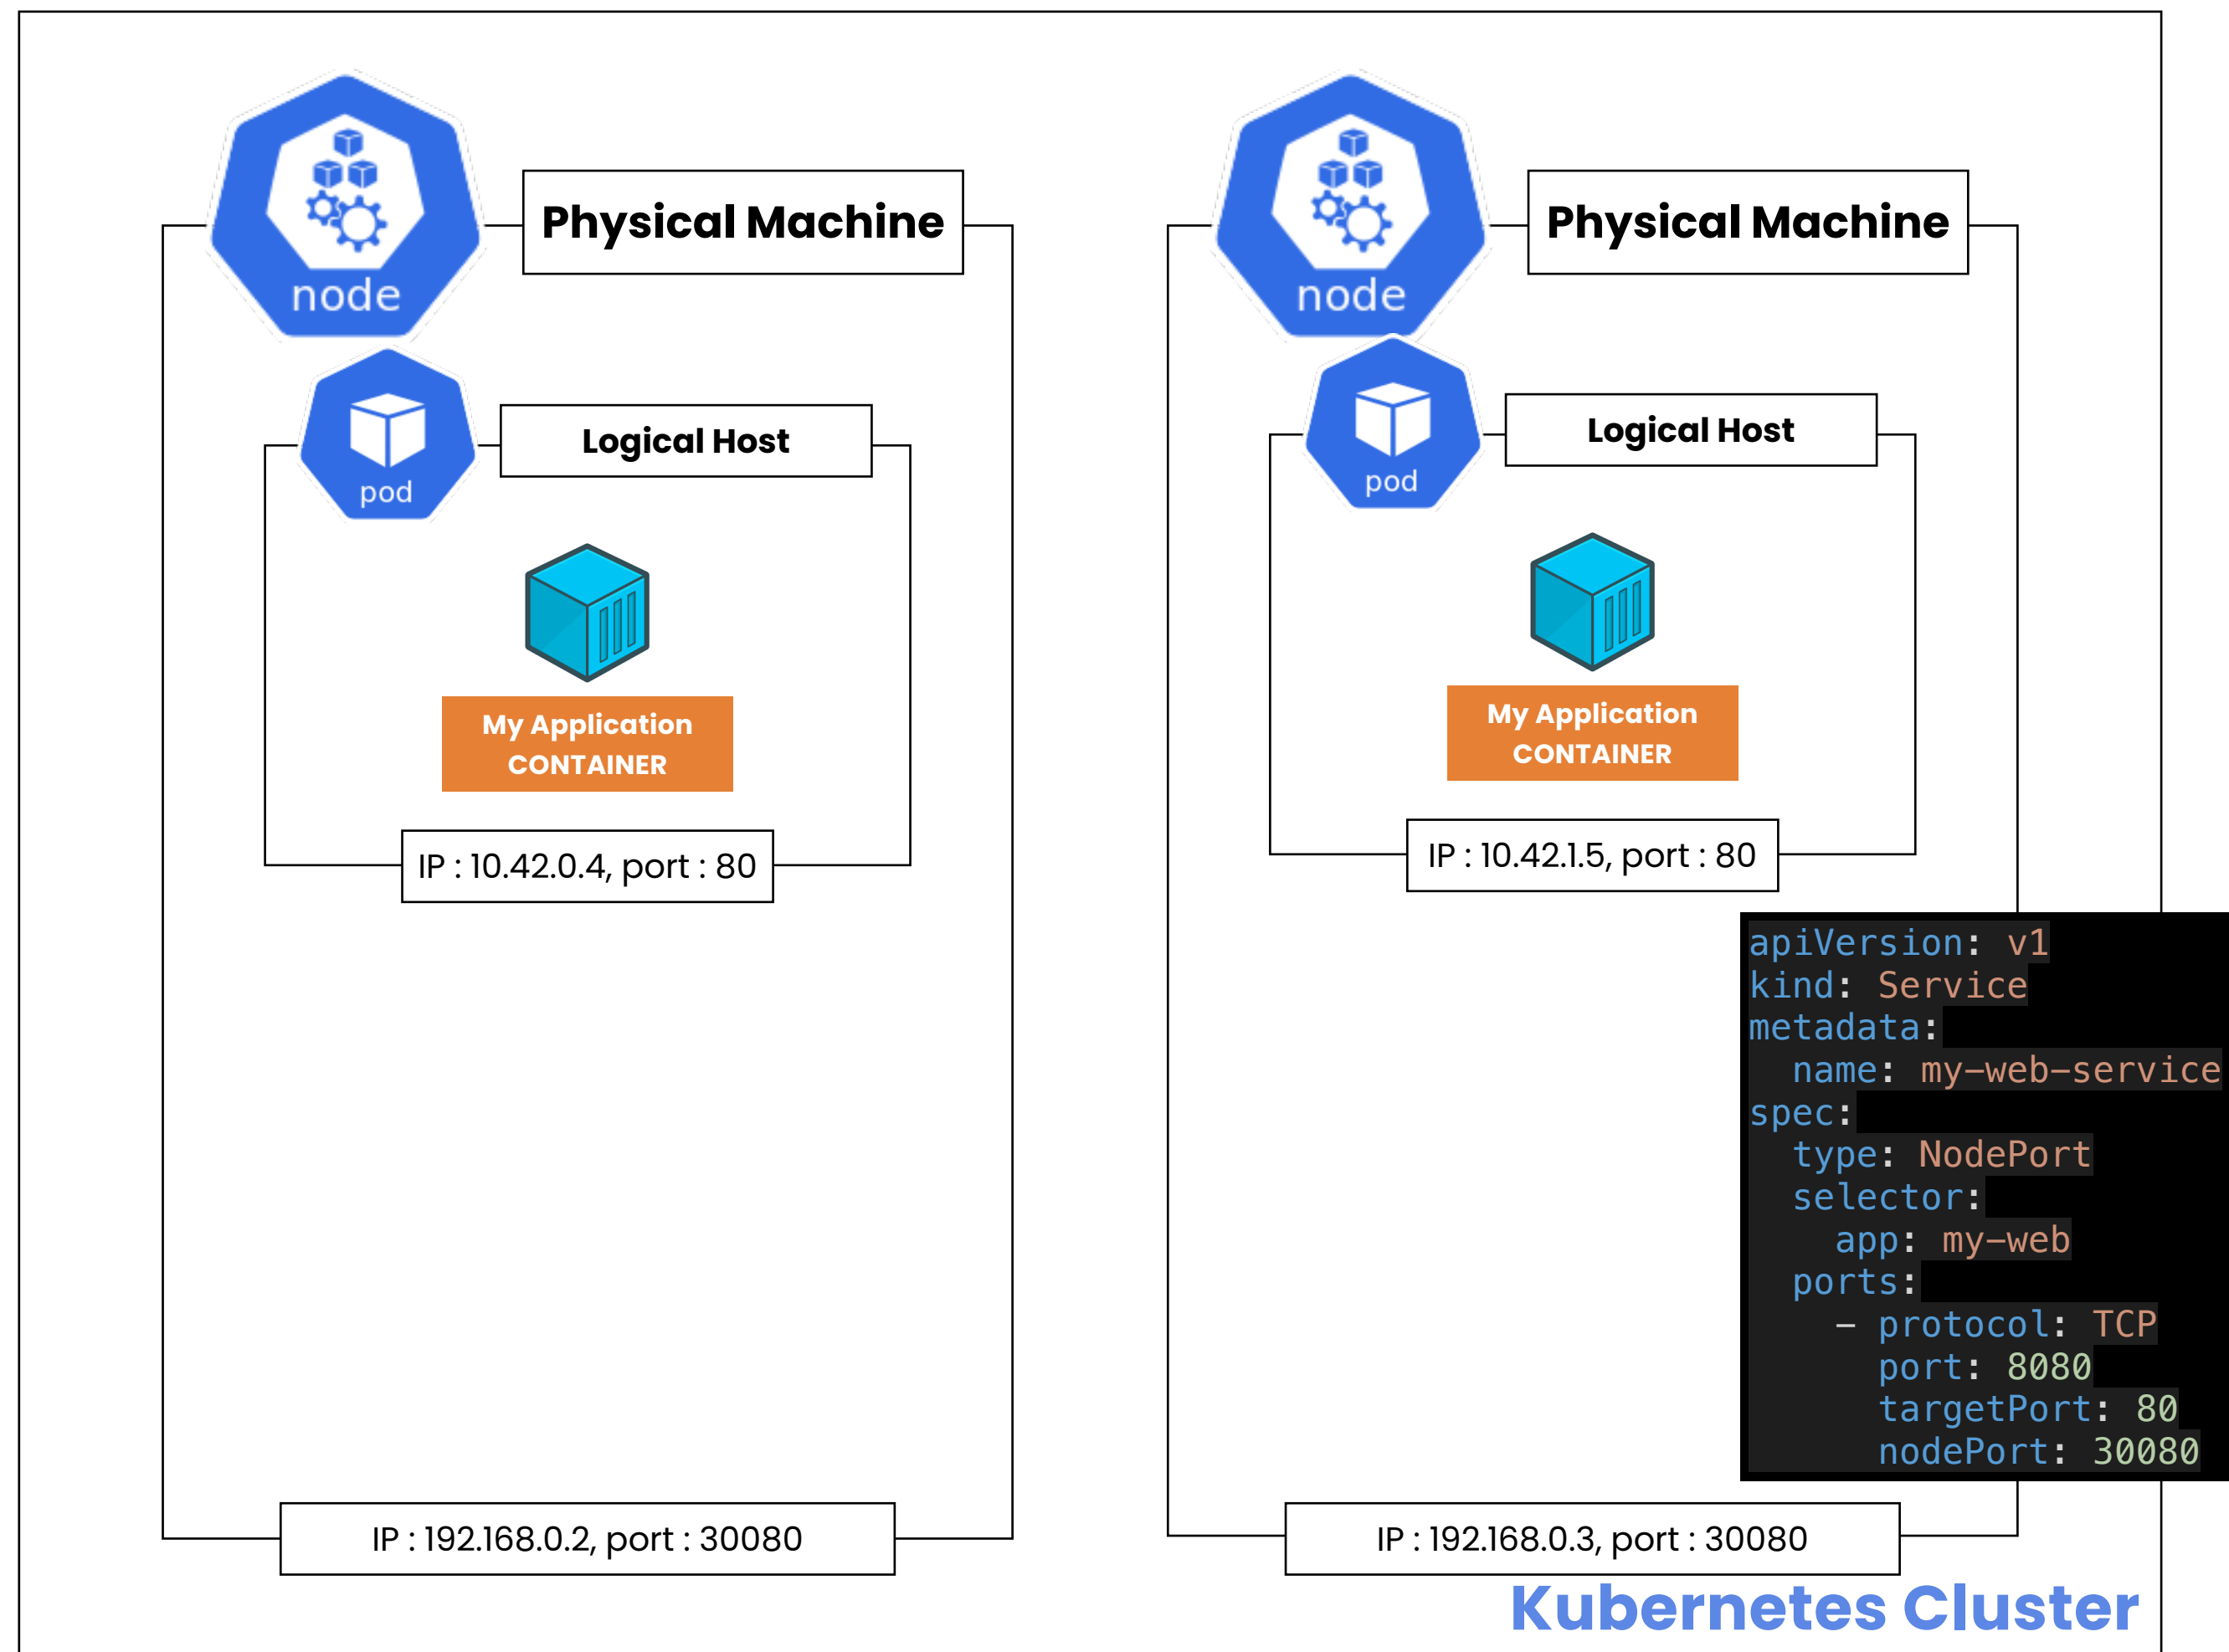 Physical Machine
node
Logical Host
pod
My Application
CONTAINER
IP : 10.42.0.4, port : 80
IP : 192.168.0.2, port : 30080
Physical Machine
node
Logical Host
pod
My Application
CONTAINER
IP : 10.42.1.5, port : 80
apiVersion: v1
kind: Service
metadata:
  name: my-web-service
spec:
  type: NodePort
  selector:
    app: my-web
  ports:
    - protocol: TCP
      port: 8080
      targetPort: 80
      nodePort: 30080
IP : 192.168.0.3, port : 30080
Kubernetes Cluster